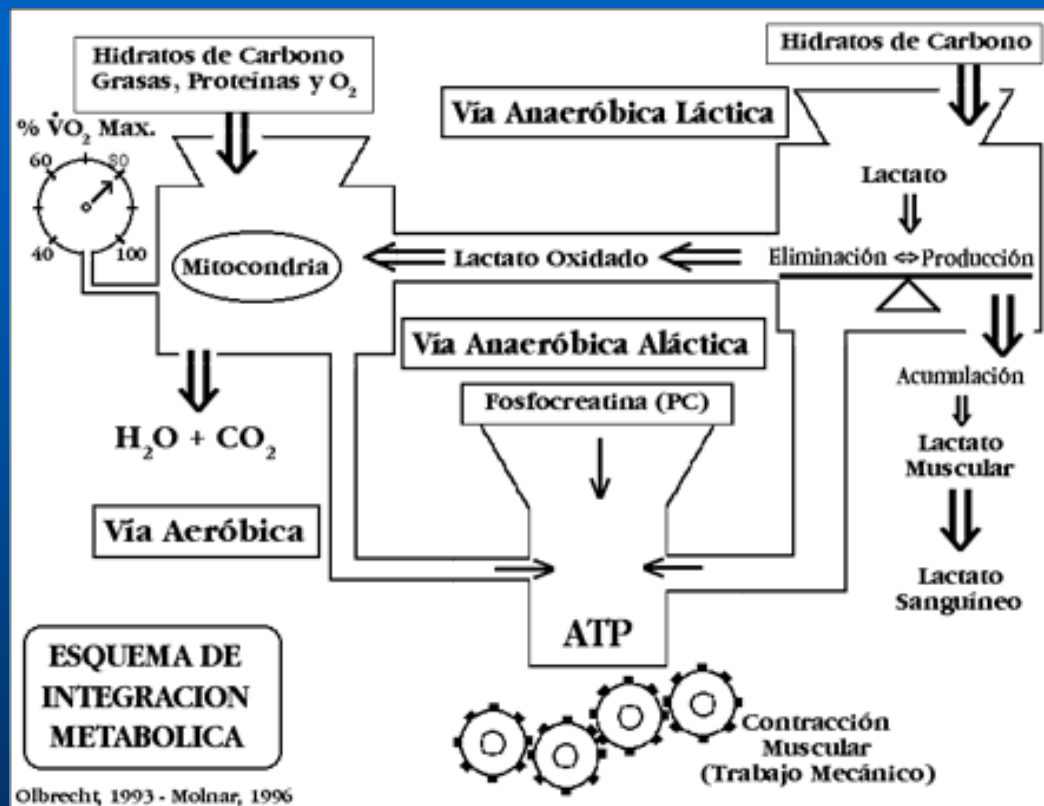 Hidratos de Carbono
Grasas, Proteínas y O₂
Hidratos de Carbono
% V̇O₂ Max.
60
80
40
100
Vía Anaeróbica Láctica
Lactato
Mitocondria
Lactato Oxidado
Eliminación ⇔ Producción
Vía Anaeróbica Aláctica
Fosfocreatina (PC)
Acumulación
Lactato
Muscular
H₂O + CO₂
Vía Aeróbica
Lactato
Sanguíneo
ATP
ESQUEMA DE
INTEGRACION
METABOLICA
Contracción
Muscular
(Trabajo Mecánico)
Olbrecht, 1993 - Molnar, 1996